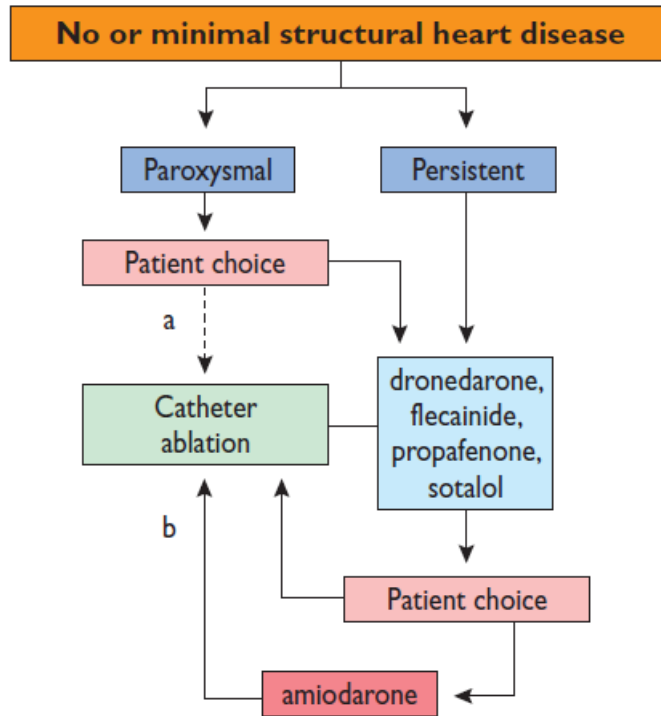 No or minimal structural heart disease
Paroxysmal
Persistent
Patient choice
a
Catheter
ablation
dronedarone,
flecainide,
propafenone,
sotalol
b
Patient choice
amiodarone